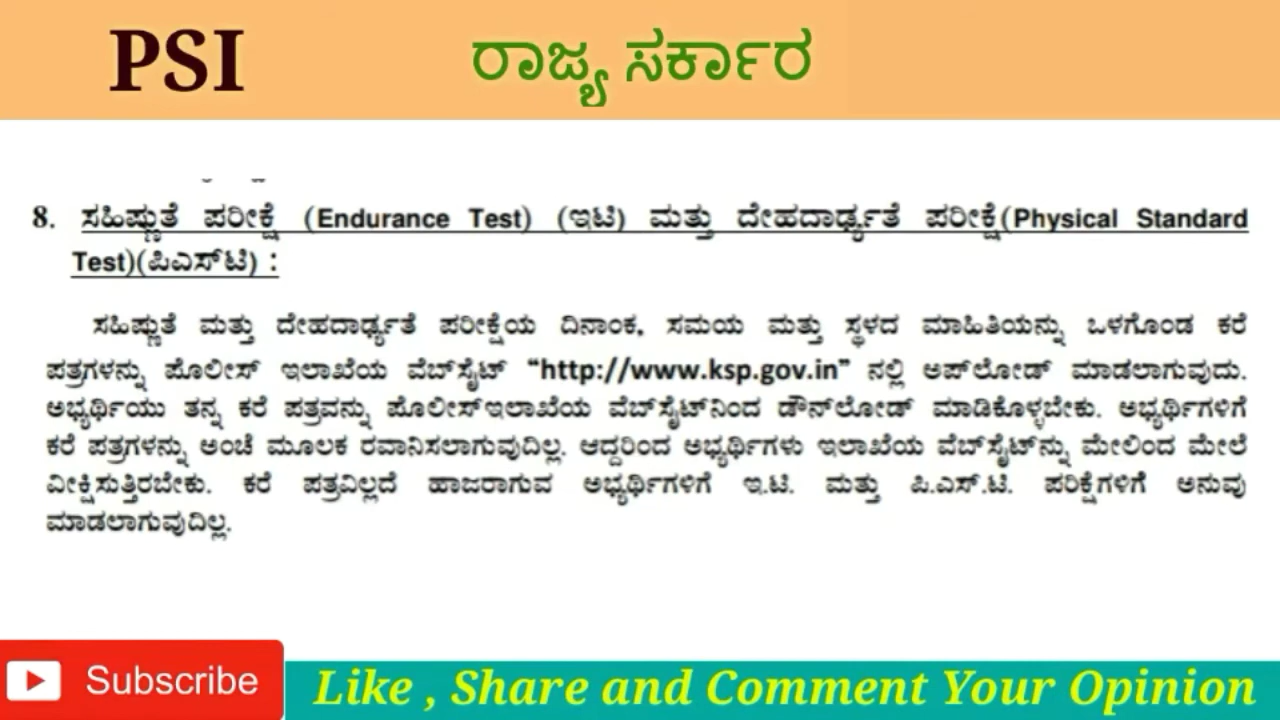 PSI ರಾಜ್ಯ ಸರ್ಕಾರ
8. ಸಹಿಷ್ಣುತೆ ಪರೀಕ್ಷೆ (Endurance Test) (ಇಟಿ) ಮತ್ತು ದೇಹದಾರ್ಢ್ಯತೆ ಪರೀಕ್ಷೆ(Physical Standard
Test)(ಪಿಎಸ್‌ಟಿ) :
ಸಹಿಷ್ಣುತೆ ಮತ್ತು ದೇಹದಾರ್ಢ್ಯತೆ ಪರೀಕ್ಷೆಯ ದಿನಾಂಕ, ಸಮಯ ಮತ್ತು ಸ್ಥಳದ ಮಾಹಿತಿಯನ್ನು ಒಳಗೊಂಡ ಕರೆ
ಪತ್ರಗಳನ್ನು ಪೊಲೀಸ್ ಇಲಾಖೆಯ ವೆಬ್‌ಸೈಟ್ “http://www.ksp.gov.in” ನಲ್ಲಿ ಅಪ್‌ಲೋಡ್ ಮಾಡಲಾಗುವುದು.
ಅಭ್ಯರ್ಥಿಯು ತನ್ನ ಕರೆ ಪತ್ರವನ್ನು ಪೊಲೀಸ್‌ಇಲಾಖೆಯ ವೆಬ್‌ಸೈಟ್‌ನಿಂದ ಡೌನ್‌ಲೋಡ್ ಮಾಡಿಕೊಳ್ಳಬೇಕು. ಅಭ್ಯರ್ಥಿಗಳಿಗೆ
ಕರೆ ಪತ್ರಗಳನ್ನು ಅಂಚೆ ಮೂಲಕ ರವಾನಿಸಲಾಗುವುದಿಲ್ಲ. ಆದ್ದರಿಂದ ಅಭ್ಯರ್ಥಿಗಳು ಇಲಾಖೆಯ ವೆಬ್‌ಸೈಟ್‌ನ್ನು ಮೇಲಿಂದ ಮೇಲೆ
ವೀಕ್ಷಿಸುತ್ತಿರಬೇಕು. ಕರೆ ಪತ್ರವಿಲ್ಲದೆ ಹಾಜರಾಗುವ ಅಭ್ಯರ್ಥಿಗಳಿಗೆ ಇ.ಟಿ. ಮತ್ತು ಪಿ.ಎಸ್.ಟಿ. ಪರಿಕ್ಷೆಗಳಿಗೆ ಅನುವು
ಮಾಡಲಾಗುವುದಿಲ್ಲ.
Subscribe Like , Share and Comment Your Opinion